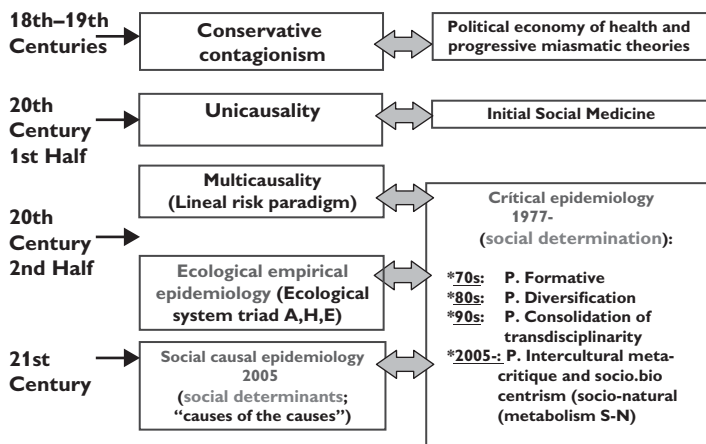 18th–19th
Centuries
Conservative
contagionism
Political economy of health and
progressive miasmatic theories
20th
Century
1st Half
Unicausality
Initial Social Medicine
20th
Century
2nd Half
Multicausality
(Lineal risk paradigm)
Ecological empirical
epidemiology (Ecological
system triad A,H,E)
Crítical epidemiology
1977-
(social determination):
*70s: P. Formative
*80s: P. Diversification
*90s: P. Consolidation of
transdisciplinarity
*2005-: P. Intercultural meta-
critique and socio.bio
centrism (socio-natural
(metabolism S-N)
21st
Century
Social causal epidemiology
2005
(social determinants;
“causes of the causes”)